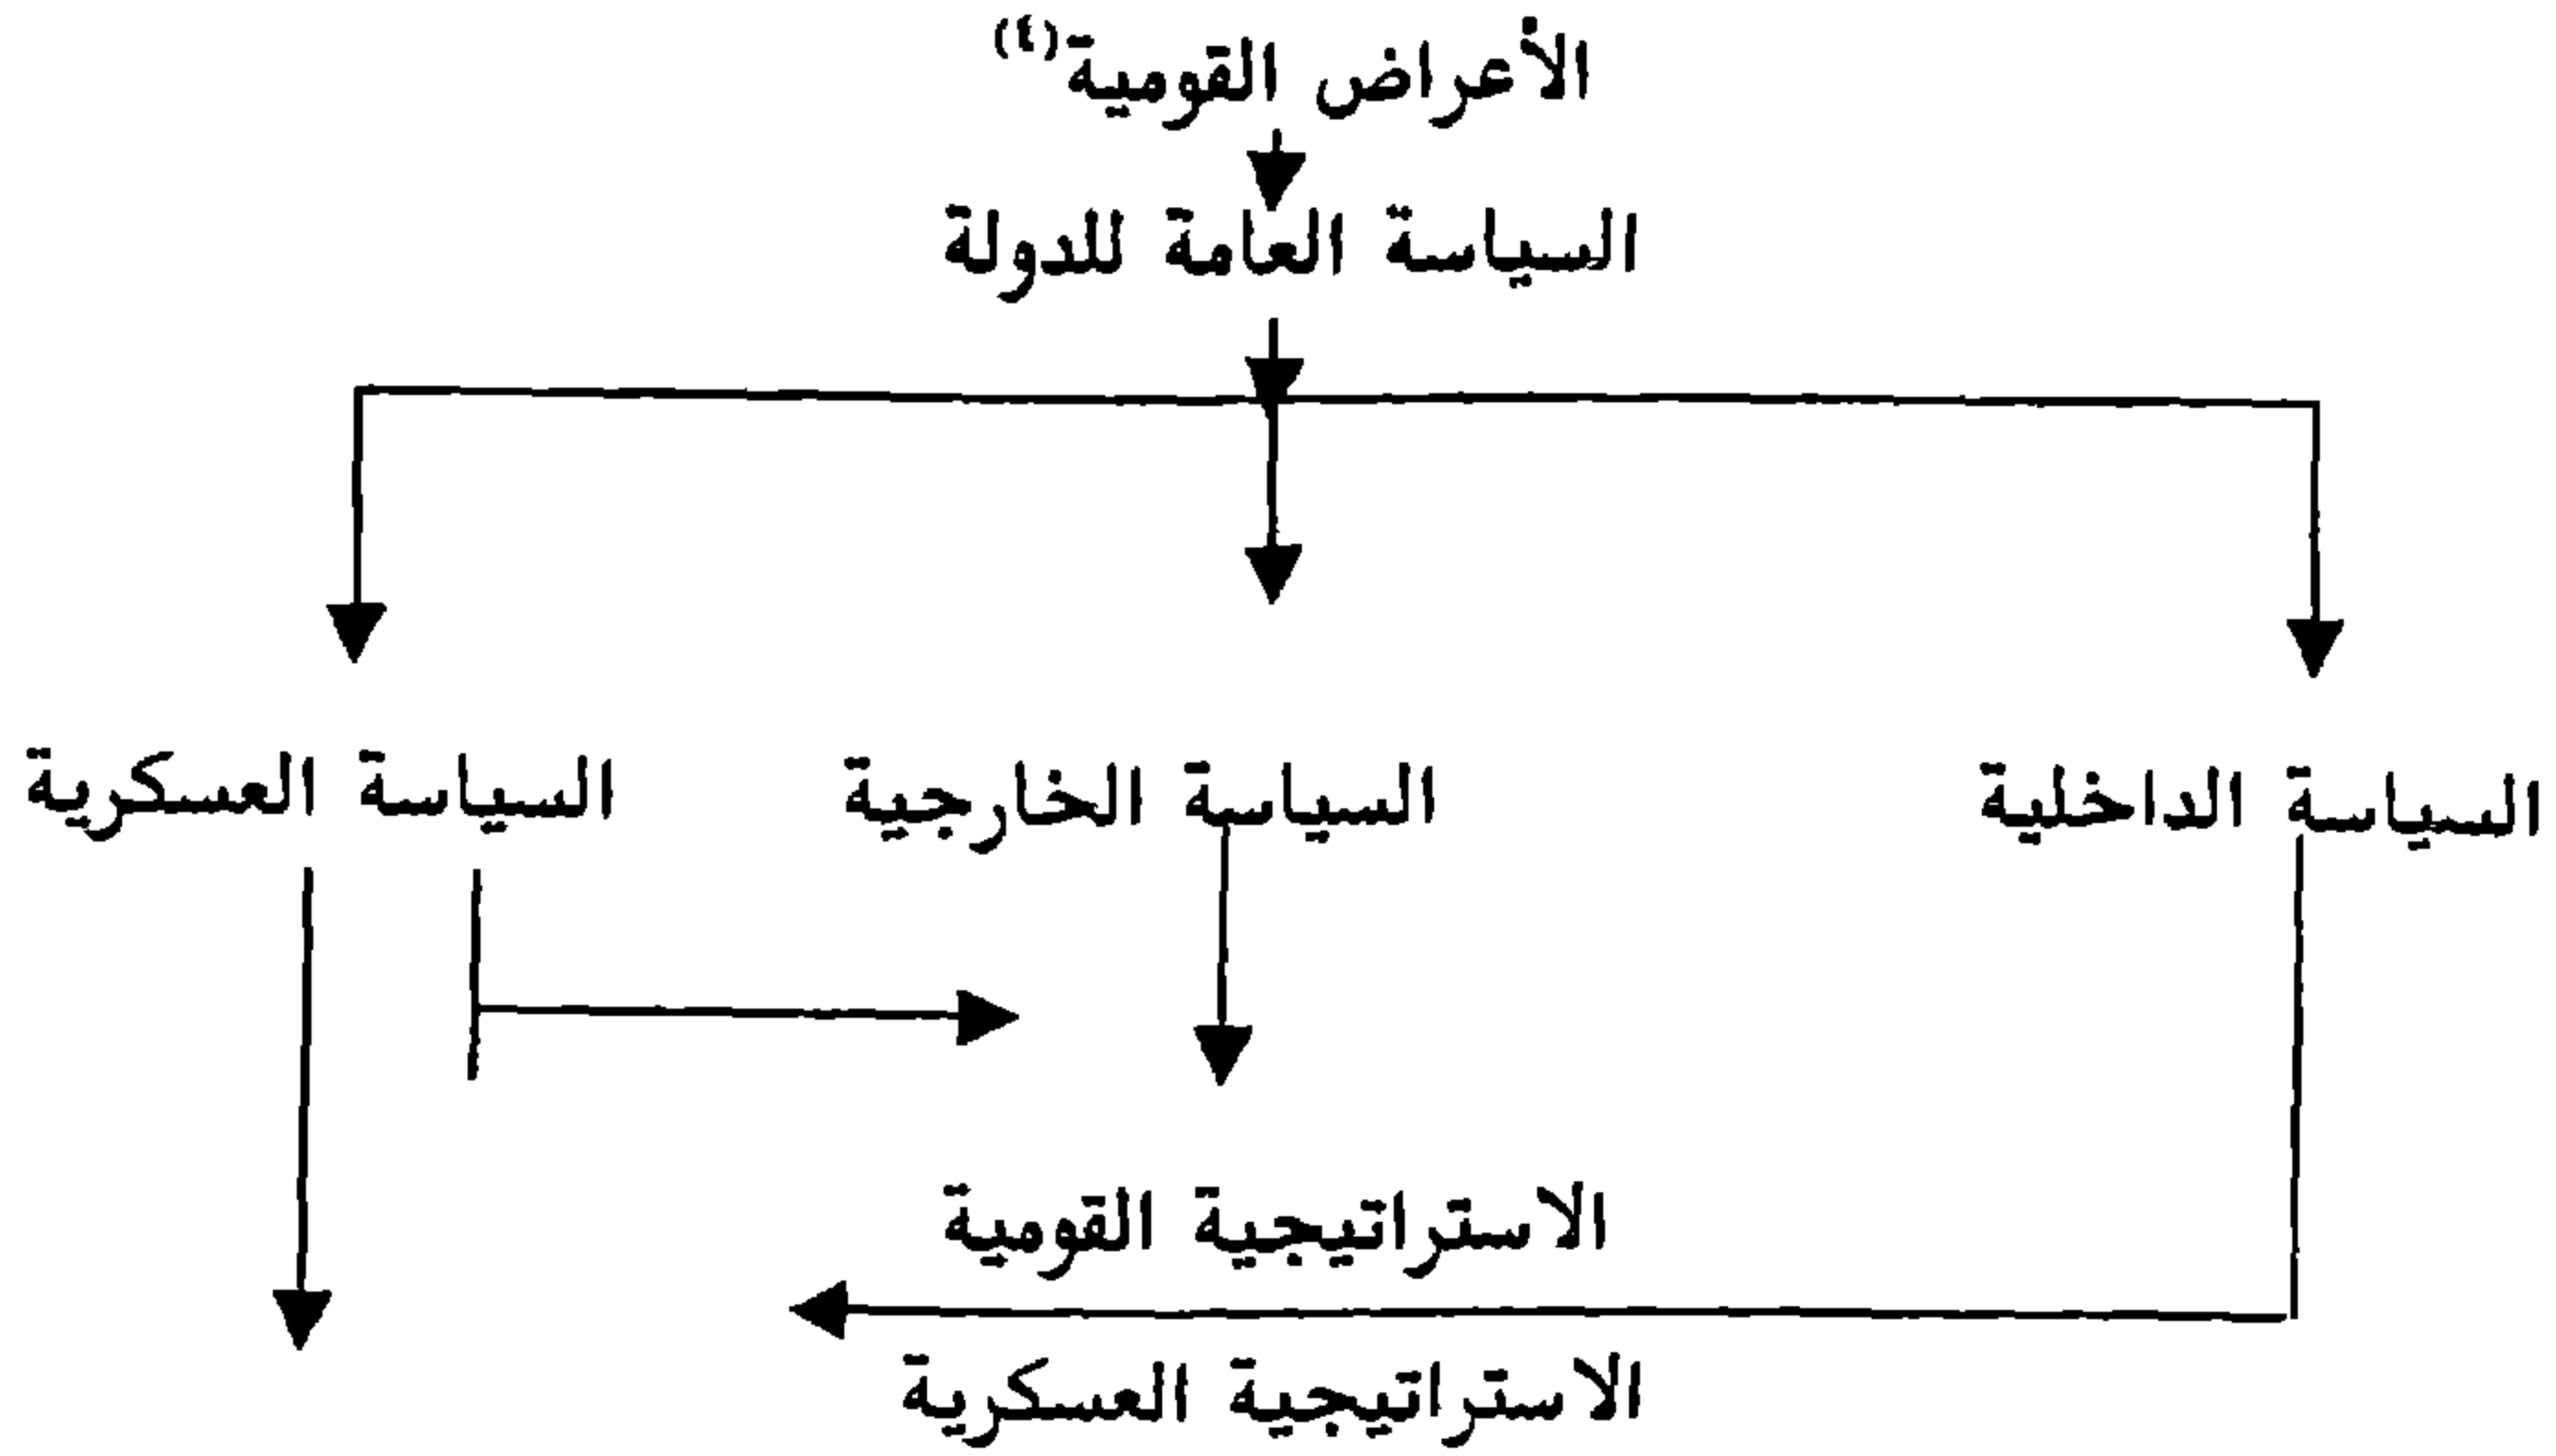 الأعراض القومية(٤)
السياسة العامة للدولة
السياسة الداخلية السياسة الخارجية السياسة العسكرية
الاستراتيجية القومية
الاستراتيجية العسكرية